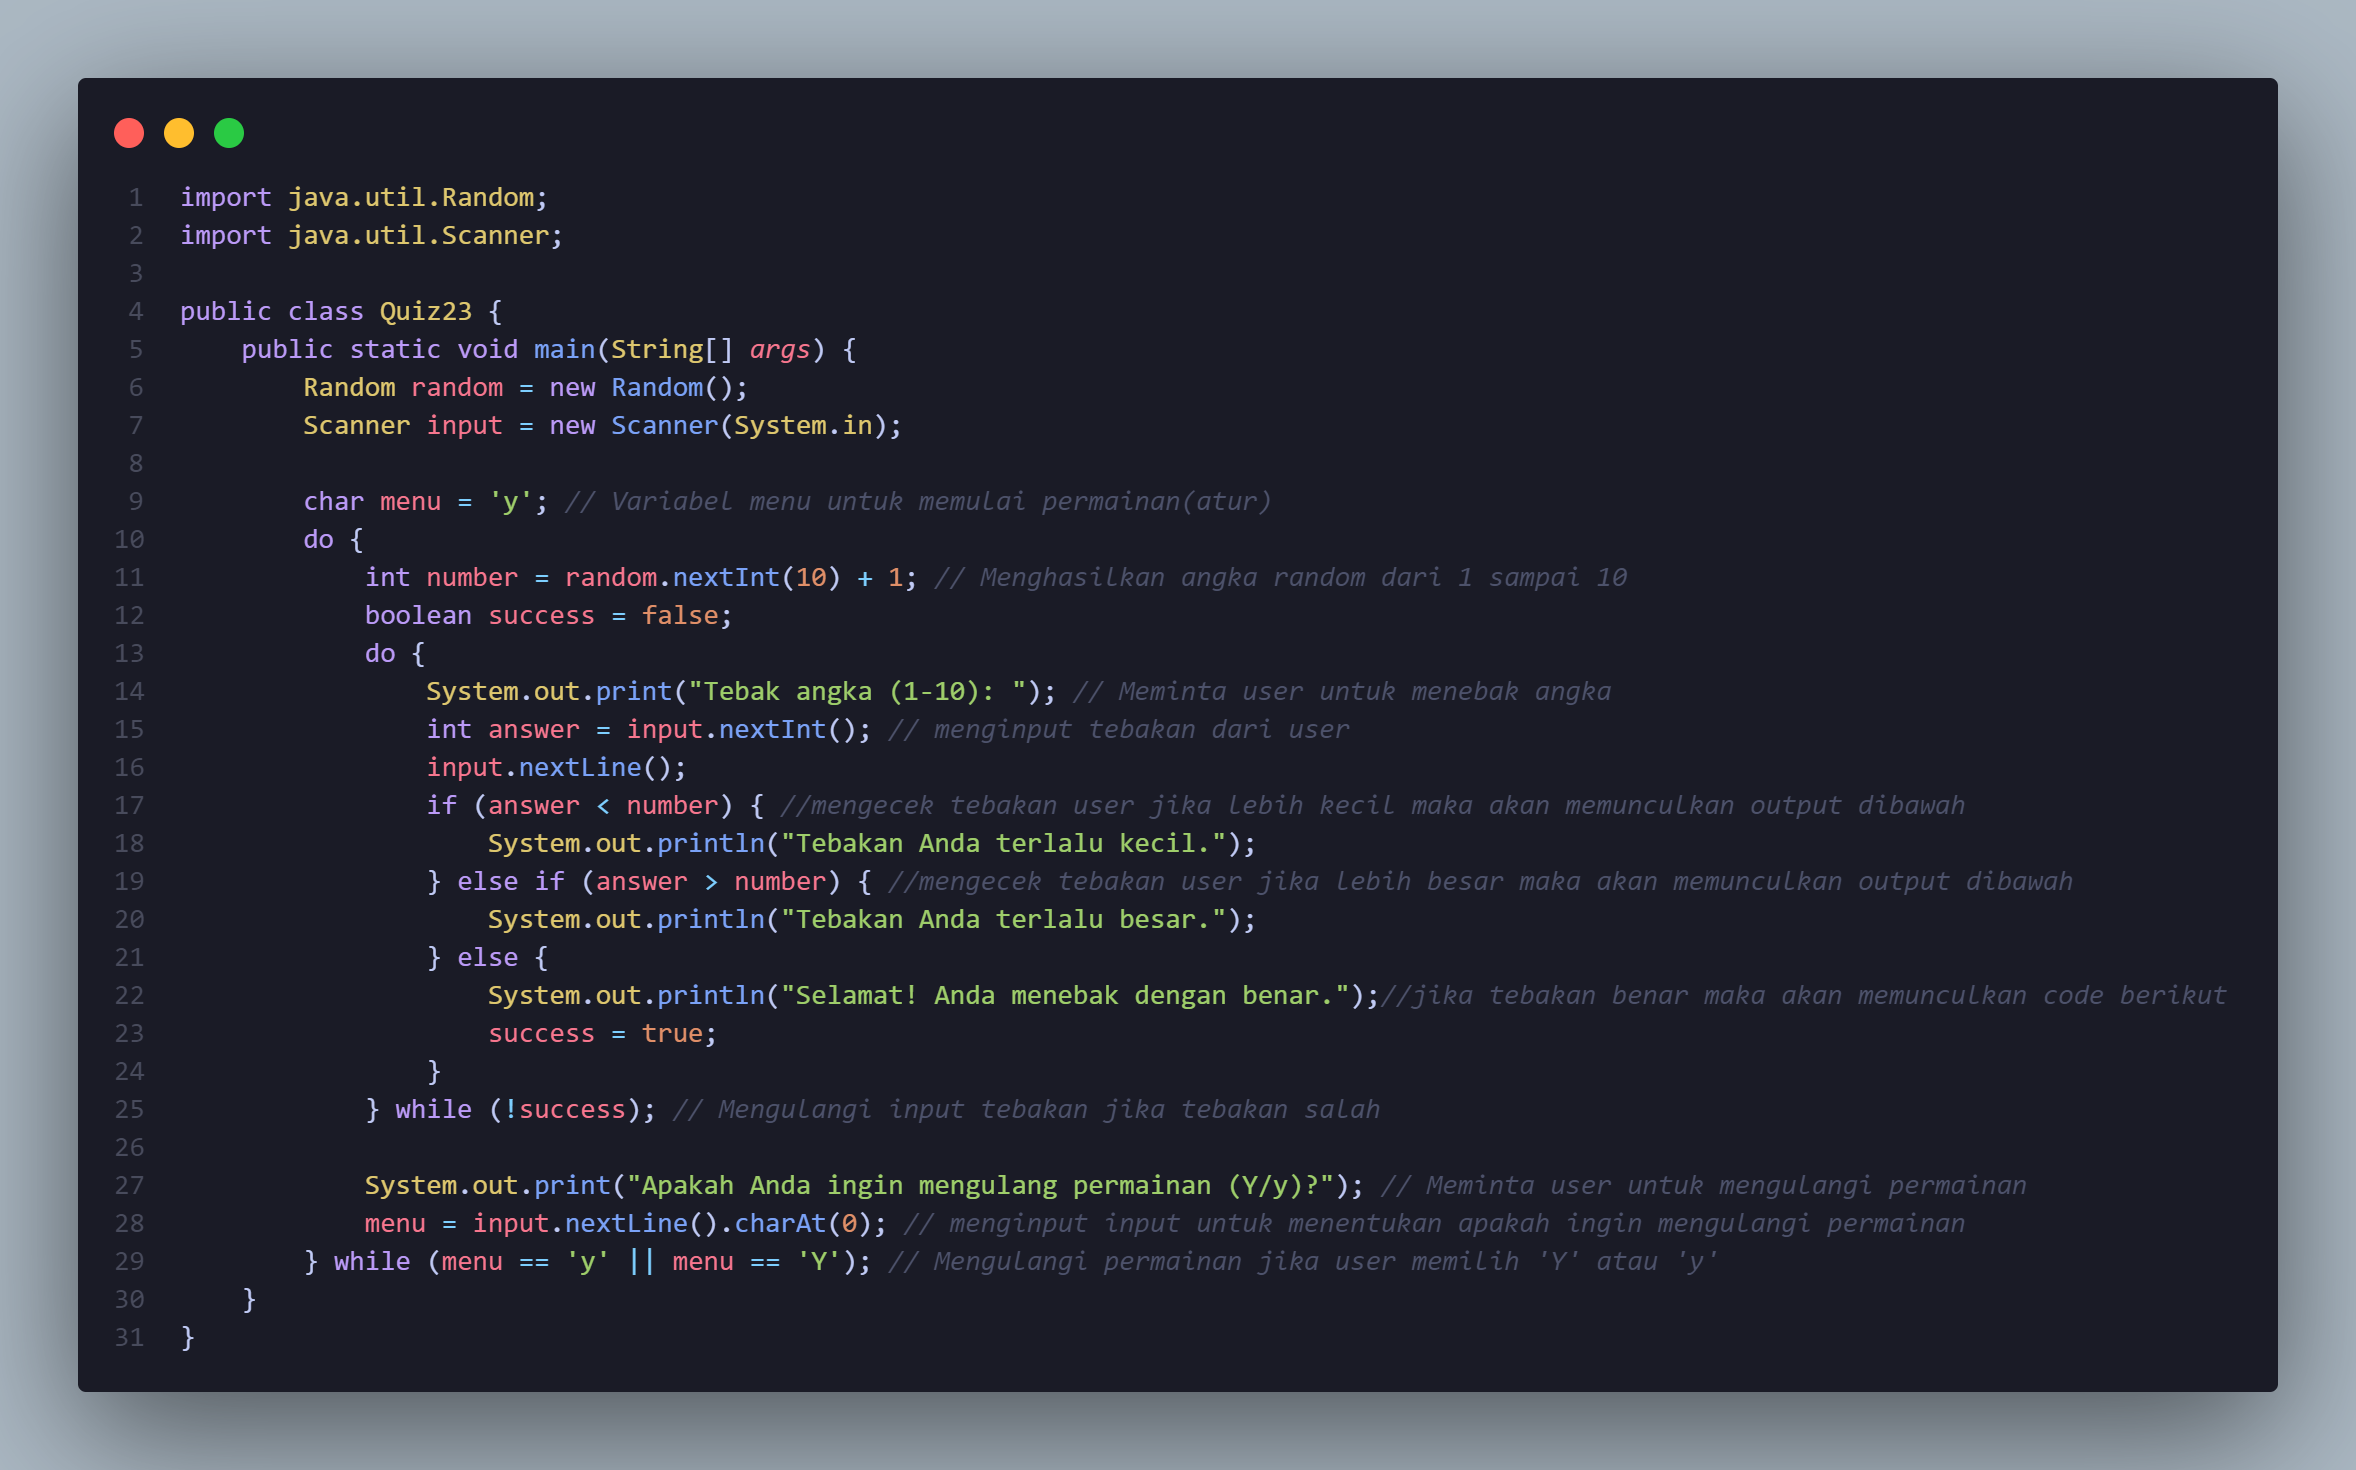 1 import java.util.Random;
2 import java.util.Scanner;
3
4 public class Quiz23 {
5     public static void main(String[] args) {
6         Random random = new Random();
7         Scanner input = new Scanner(System.in);
8
9         char menu = 'y'; // Variabel menu untuk memulai permainan(atur)
10         do {
11             int number = random.nextInt(10) + 1; // Menghasilkan angka random dari 1 sampai 10
12             boolean success = false;
13             do {
14                 System.out.print("Tebak angka (1-10): "); // Meminta user untuk menebak angka
15                 int answer = input.nextInt(); // menginput tebakan dari user
16                 input.nextLine();
17                 if (answer < number) { //mengecek tebakan user jika lebih kecil maka akan memunculkan output dibawah
18                     System.out.println("Tebakan Anda terlalu kecil.");
19                 } else if (answer > number) { //mengecek tebakan user jika lebih besar maka akan memunculkan output dibawah
20                     System.out.println("Tebakan Anda terlalu besar.");
21                 } else {
22                     System.out.println("Selamat! Anda menebak dengan benar.");//jika tebakan benar maka akan memunculkan code berikut
23                     success = true;
24                 }
25             } while (!success); // Mengulangi input tebakan jika tebakan salah
26
27             System.out.print("Apakah Anda ingin mengulang permainan (Y/y)?"); // Meminta user untuk mengulangi permainan
28             menu = input.nextLine().charAt(0); // menginput input untuk menentukan apakah ingin mengulangi permainan
29         } while (menu == 'y' || menu == 'Y'); // Mengulangi permainan jika user memilih 'Y' atau 'y'
30     }
31 }